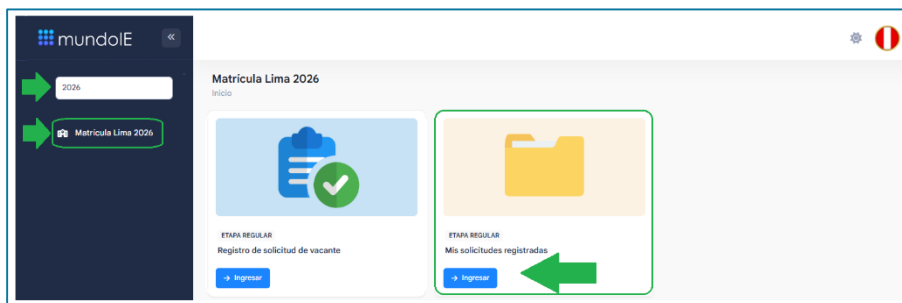 mundoIE
2026
Matrícula Lima 2026
Matrícula Lima 2026
Inicio
ETAPA REGULAR
Registro de solicitud de vacante
→ Ingresar
ETAPA REGULAR
Mis solicitudes registradas
→ Ingresar